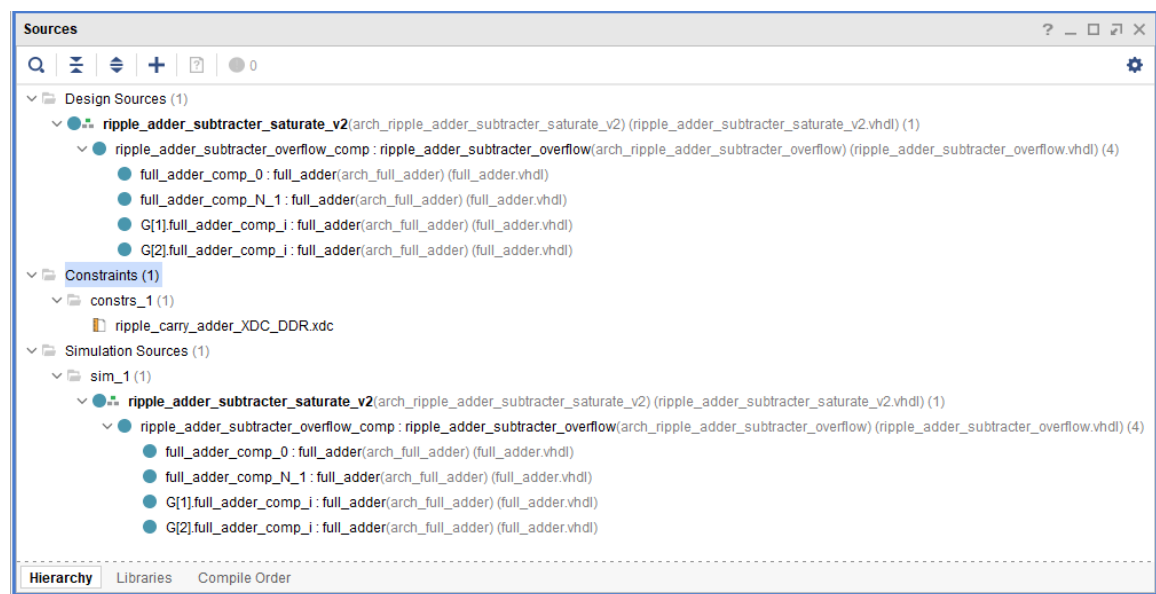 Sources
0
Design Sources (1)
ripple_adder_subtracter_saturate_v2(arch_ripple_adder_subtracter_saturate_v2) (ripple_adder_subtracter_saturate_v2.vhdl) (1)
ripple_adder_subtracter_overflow_comp : ripple_adder_subtracter_overflow(arch_ripple_adder_subtracter_overflow) (ripple_adder_subtracter_overflow.vhdl) (4)
full_adder_comp_0 : full_adder(arch_full_adder) (full_adder.vhdl)
full_adder_comp_N_1 : full_adder(arch_full_adder) (full_adder.vhdl)
G[1].full_adder_comp_i : full_adder(arch_full_adder) (full_adder.vhdl)
G[2].full_adder_comp_i : full_adder(arch_full_adder) (full_adder.vhdl)
Constraints (1)
constrs_1 (1)
ripple_carry_adder_XDC_DDR.xdc
Simulation Sources (1)
sim_1 (1)
ripple_adder_subtracter_saturate_v2(arch_ripple_adder_subtracter_saturate_v2) (ripple_adder_subtracter_saturate_v2.vhdl) (1)
ripple_adder_subtracter_overflow_comp : ripple_adder_subtracter_overflow(arch_ripple_adder_subtracter_overflow) (ripple_adder_subtracter_overflow.vhdl) (4)
full_adder_comp_0 : full_adder(arch_full_adder) (full_adder.vhdl)
full_adder_comp_N_1 : full_adder(arch_full_adder) (full_adder.vhdl)
G[1].full_adder_comp_i : full_adder(arch_full_adder) (full_adder.vhdl)
G[2].full_adder_comp_i : full_adder(arch_full_adder) (full_adder.vhdl)
Hierarchy Libraries Compile Order